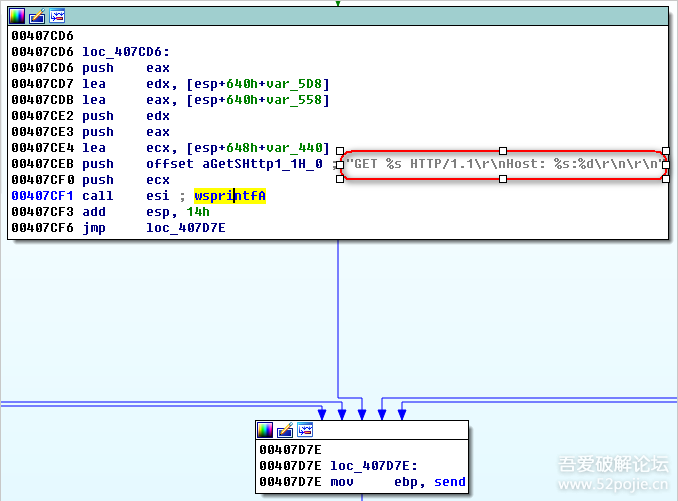 00407CD6
00407CD6 loc_407CD6:
00407CD6 push    eax
00407CD7 lea     edx, [esp+640h+var_5D8]
00407CDB lea     eax, [esp+640h+var_558]
00407CE2 push    edx
00407CE3 push    eax
00407CE4 lea     ecx, [esp+648h+var_440]
00407CEB push    offset aGetSHttp1_1H_0 ; "GET %s HTTP/1.1\r\nHost: %s:%d\r\n\r\n"
00407CF0 push    ecx
00407CF1 call    esi ; wsprintfA
00407CF3 add     esp, 14h
00407CF6 jmp     loc_407D7E
00407D7E
00407D7E loc_407D7E:
00407D7E mov     ebp, send
吾爱破解论坛
www.52pojie.cn